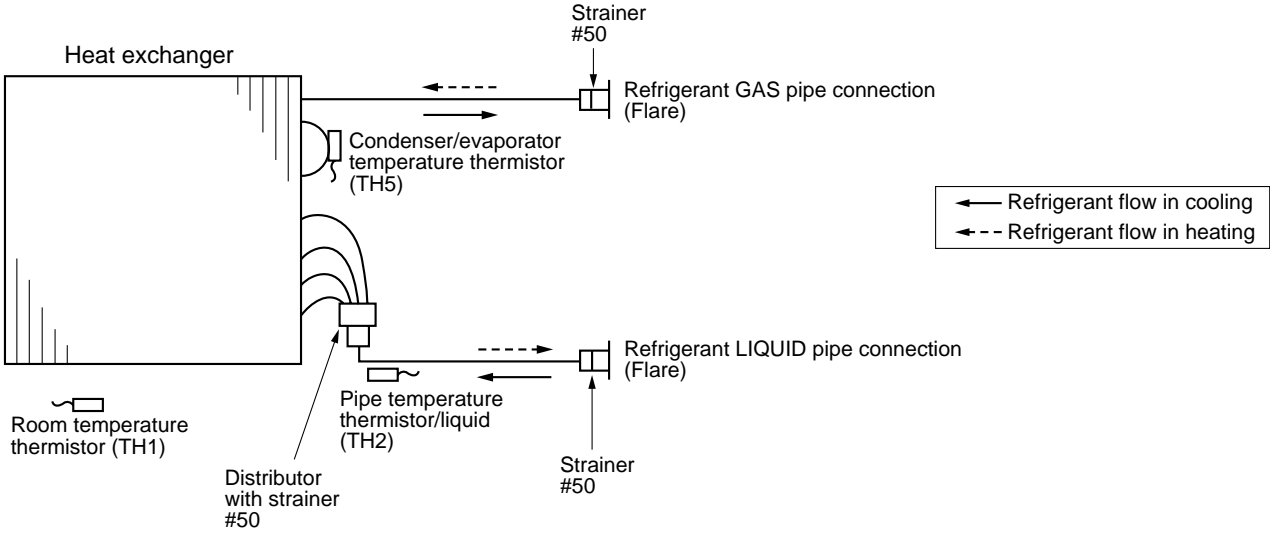 Strainer
#50
Heat exchanger
Refrigerant GAS pipe connection
(Flare)
Condenser/evaporator
temperature thermistor
(TH5)
Refrigerant flow in cooling
Refrigerant flow in heating
Refrigerant LIQUID pipe connection
(Flare)
Pipe temperature
thermistor/liquid
(TH2)
Room temperature
thermistor (TH1)
Strainer
#50
Distributor
with strainer
#50